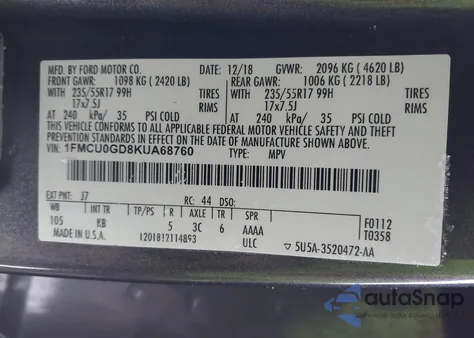 MFD. BY FORD MOTOR CO. 12/18 GVWR: 2096 KG ( 4620 LB)
FRONT GAWR: 1098 KG ( 2420 LB) REAR GAWR: 1006 KG ( 2218 LB)
WITH 235/55R17 99H TIRES WITH 235/55R17 99H TIRES
17x7.5J RIMS 17x7.5J RIMS
AT 240 kPa/ 35 PSI COLD AT 240 kPa/ 35 PSI COLD
THIS VEHICLE CONFORMS TO ALL APPLICABLE FEDERAL MOTOR VEHICLE SAFETY AND THEFT
PREVENTION STANDARDS IN EFFECT ON THE DATE OF MANUFACTURE SHOWN ABOVE.
VIN: 1FMCU0GD8KUA68760 TYPE: MPV
EXT PNT: J7 RC: 44 DSO:
WB INT TR TP/PS R AXLE TR SPR F0112
105 KB 5 3C 6 AAAA T0358
MADE IN U.S.A. 1201812114893 ULC ▽ 5U5A-3520472-AA
autoSnap